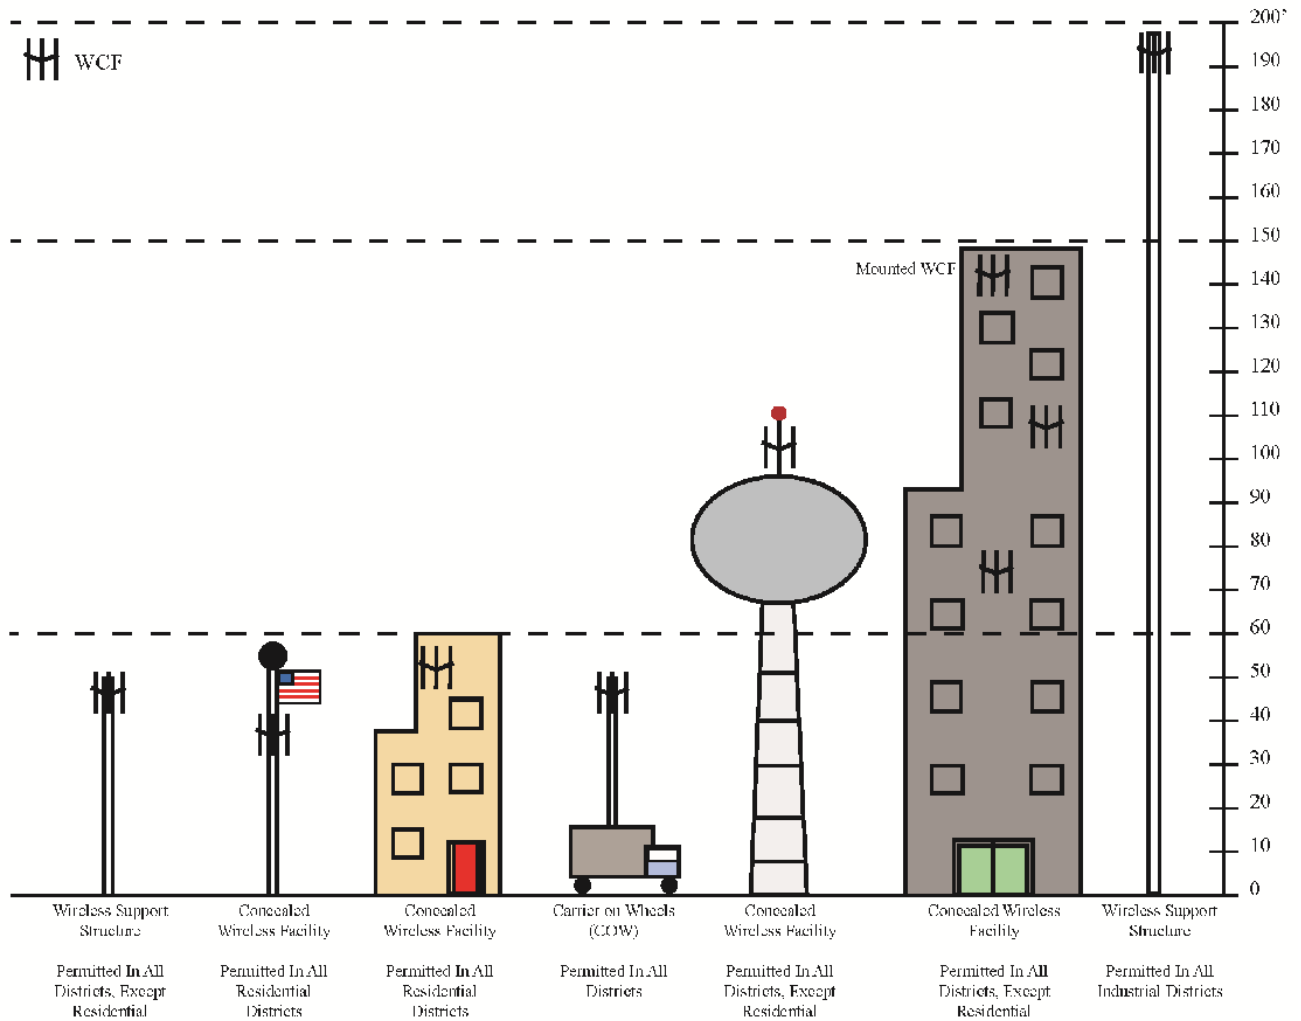 WCF
200'
190
180
170
160
150
140
130
120
110
100
90
80
70
60
50
40
30
20
10
0
Mounted WCF
Wireless Support
Structure
Permitted In All
Districts, Except
Residential
Concealed
Wireless Facility
Permitted In All
Residential
Districts
Concealed
Wireless Facility
Permitted In All
Residential
Districts
Carrier on Wheels
(COW)
Permitted In All
Districts
Concealed
Wireless Facility
Permitted In All
Districts, Except
Residential
Concealed Wireless
Facility
Permitted In All
Districts, Except
Residential
Wireless Support
Structure
Permitted In All
Industrial Districts